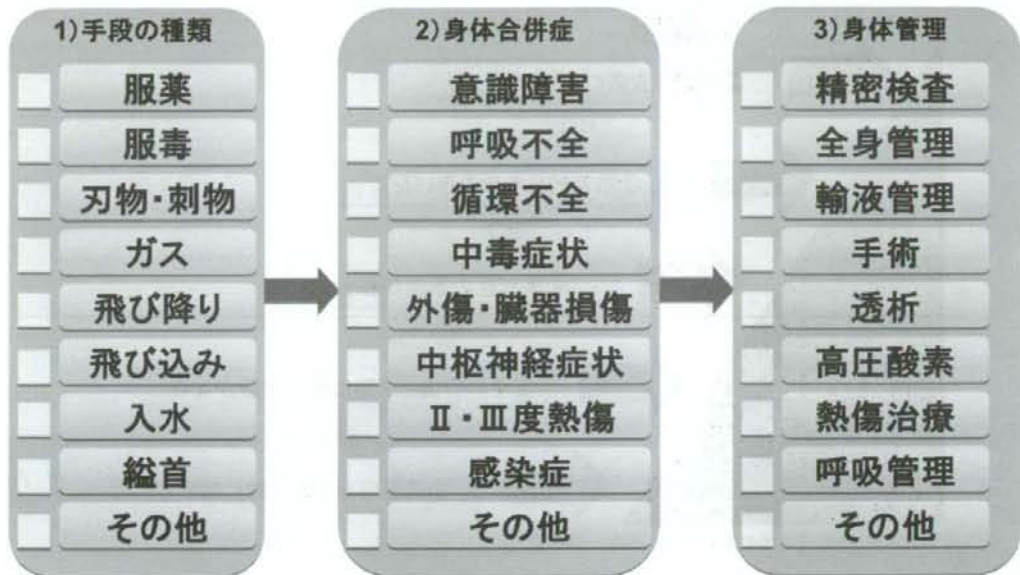 1)手段の種類
服薬
服毒
刃物・刺物
ガス
飛び降り
飛び込み
入水
縊首
その他
2)身体合併症
意識障害
呼吸不全
循環不全
中毒症状
外傷・臓器損傷
中枢神経症状
Ⅱ・Ⅲ度熱傷
感染症
その他
3)身体管理
精密検査
全身管理
輸液管理
手術
透析
高圧酸素
熱傷治療
呼吸管理
その他